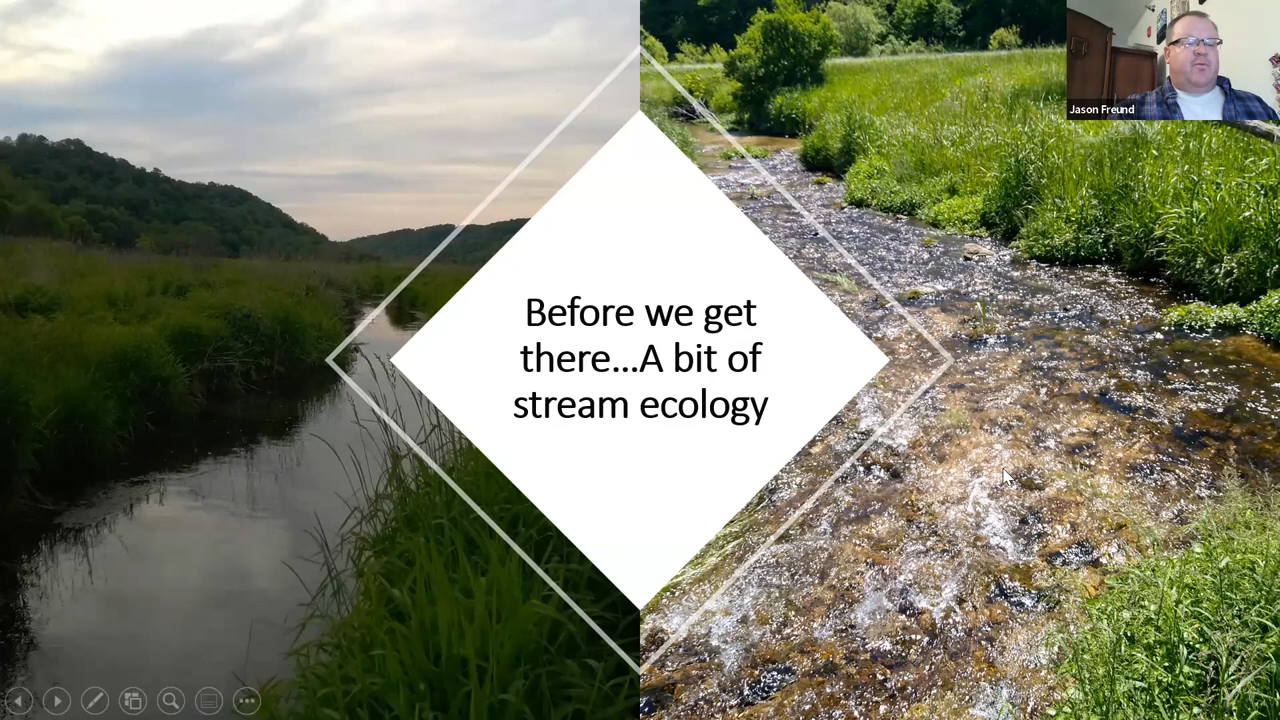 Jason Freund
Before we get
there...A bit of
stream ecology